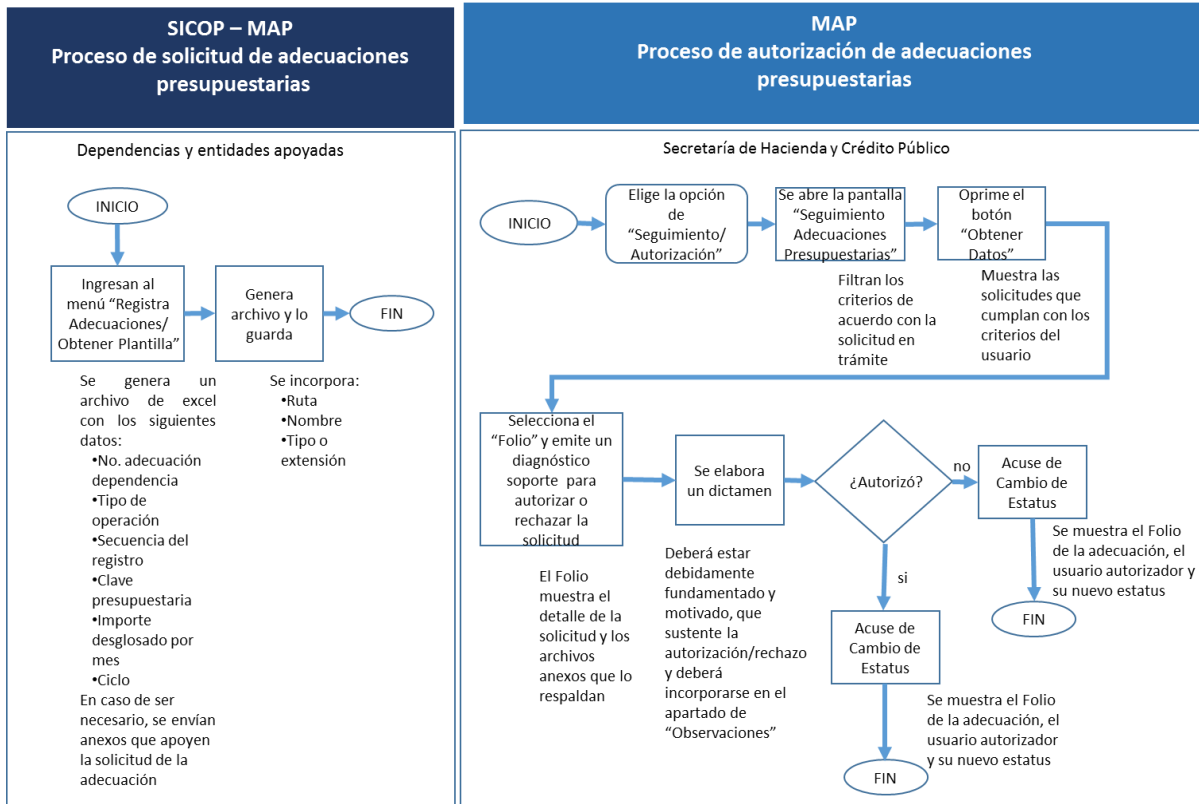 SICOP – MAP
Proceso de solicitud de adecuaciones
presupuestarias
MAP
Proceso de autorización de adecuaciones
presupuestarias
Dependencias y entidades apoyadas
INICIO
Ingresan al
menú “Registra
Adecuaciones/
Obtener Plantilla”
Genera
archivo y lo
guarda
FIN
Se genera un
archivo de excel
con los siguientes
datos:
•No. adecuación
dependencia
•Tipo de
operación
•Secuencia del
registro
•Clave
presupuestaria
•Importe
desglosado por
mes
•Ciclo
En caso de ser
necesario, se envían
anexos que apoyen
la solicitud de la
adecuación
Se incorpora:
•Ruta
•Nombre
•Tipo o
extensión
Secretaría de Hacienda y Crédito Público
INICIO
Elige la opción
de
“Seguimiento/
Autorización”
Se abre la pantalla
“Seguimiento
Adecuaciones
Presupuestarias”
Oprime el
botón
“Obtener
Datos”
Filtran los
criterios de
acuerdo con la
solicitud en
trámite
Muestra las
solicitudes que
cumplan con los
criterios del
usuario
Selecciona el
“Folio” y emite un
diagnóstico
soporte para
autorizar o
rechazar la
solicitud
Se elabora
un dictamen
¿Autorizó?
no
Acuse de
Cambio de
Estatus
Se muestra el Folio
de la adecuación, el
usuario autorizador y
su nuevo estatus
FIN
El Folio
muestra el
detalle de la
solicitud y los
archivos
anexos que lo
respaldan
Deberá estar
debidamente
fundamentado y
motivado, que
sustente la
autorización/rechazo
y deberá
incorporarse en el
apartado de
“Observaciones”
si
Acuse de
Cambio de
Estatus
Se muestra el Folio
de la adecuación, el
usuario autorizador
y su nuevo estatus
FIN